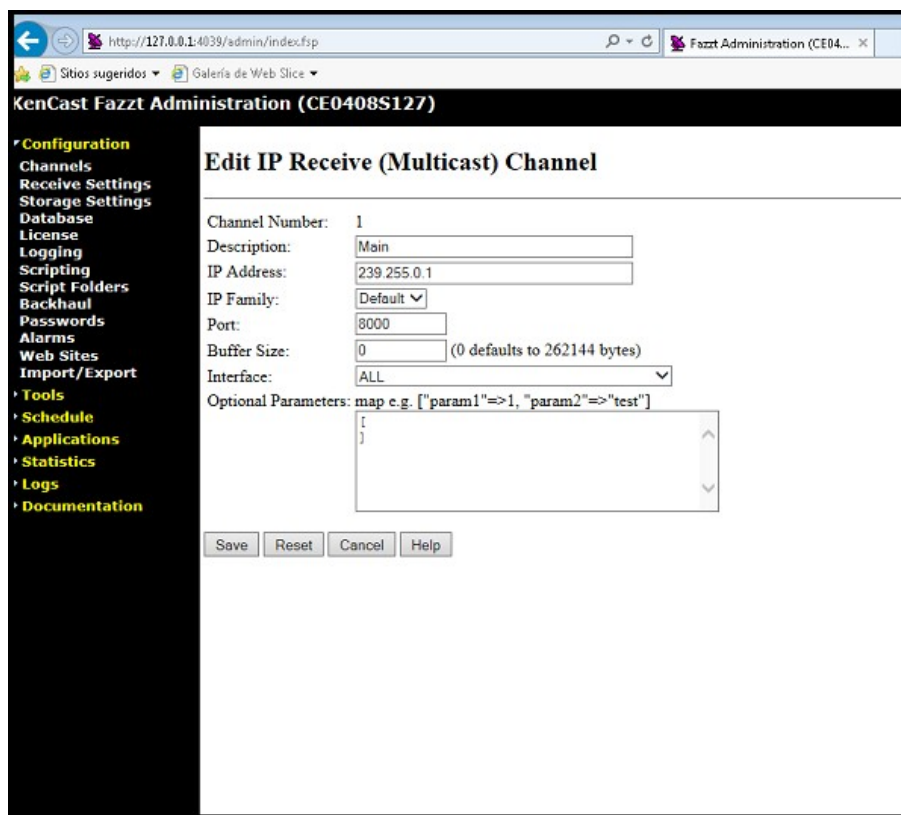 http://127.0.0.1:4039/admin/index.fsp
Fazzt Administration (CE04...
Sitios sugeridos
Galería de Web Slice
KenCast Fazzt Administration (CE0408S127)
Configuration
Channels
Receive Settings
Storage Settings
Database
License
Logging
Scripting
Script Folders
Backhaul
Passwords
Alarms
Web Sites
Import/Export
Tools
Schedule
Applications
Statistics
Logs
Documentation
Edit IP Receive (Multicast) Channel
Channel Number: 1
Description: Main
IP Address: 239.255.0.1
IP Family: Default
Port: 8000
Buffer Size: 0 (0 defaults to 262144 bytes)
Interface: ALL
Optional Parameters: map e.g. ["param1"=>1, "param2"=>"test"]
[
]
Save Reset Cancel Help